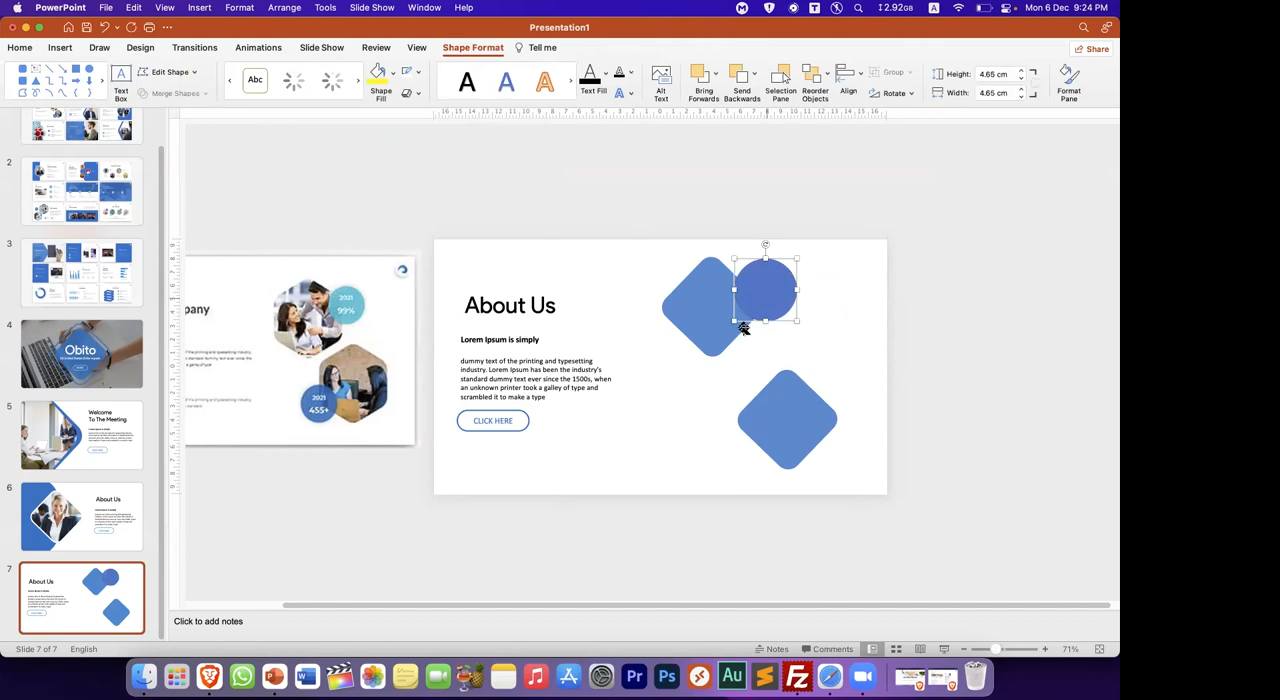 PowerPoint File Edit View Insert Format Arrange Tools Slide Show Window Help
2.92GB A Mon 6 Dec 9:24 PM
Presentation1
Home Insert Draw Design Transitions Animations Slide Show Review View Shape Format Tell me Share
Edit Shape
Merge Shapes
Text Box
Abc
Shape Fill
A A A
Text Fill
Alt Text
Bring Forwards
Send Backwards
Selection Pane
Reorder Objects
Align
Group
Rotate
Height: 4.65 cm
Width: 4.65 cm
Format Pane
2
3
4
Obito
5
Welcome
To The Meeting
6
About Us
7
About Us
pany
2021
99%
2021
455+
About Us
Lorem Ipsum is simply
dummy text of the printing and typesetting
industry. Lorem Ipsum has been the industry's
standard dummy text ever since the 1500s, when
an unknown printer took a galley of type and
scrambled it to make a type
CLICK HERE
Click to add notes
Slide 7 of 7 English Notes Comments 71%